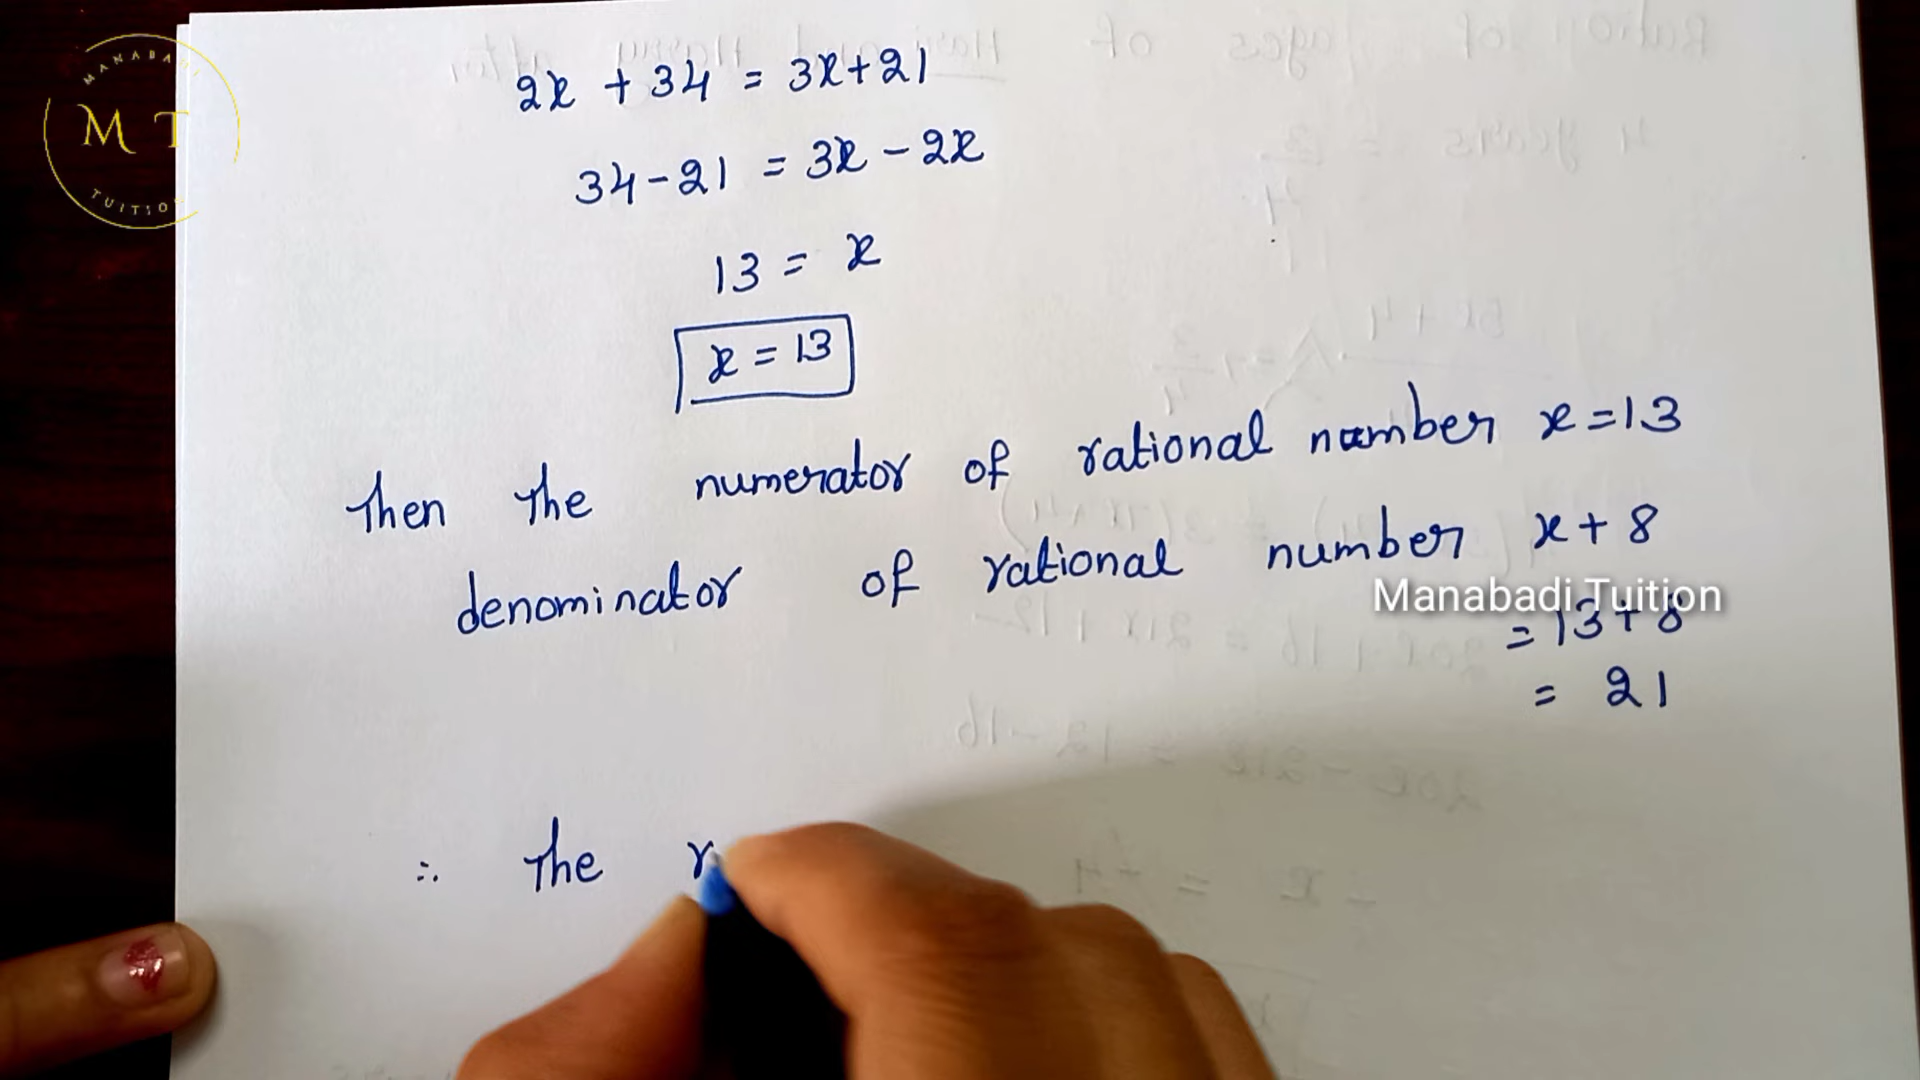 MANABADI
MT
TUITION
2x + 34 = 3x+21
34-21 = 3x - 2x
13 = x
x = 13
Then the numerator of rational number x=13
denominator of rational number x + 8
Manabadi Tuition
= 13+8
= 21
∴ The r